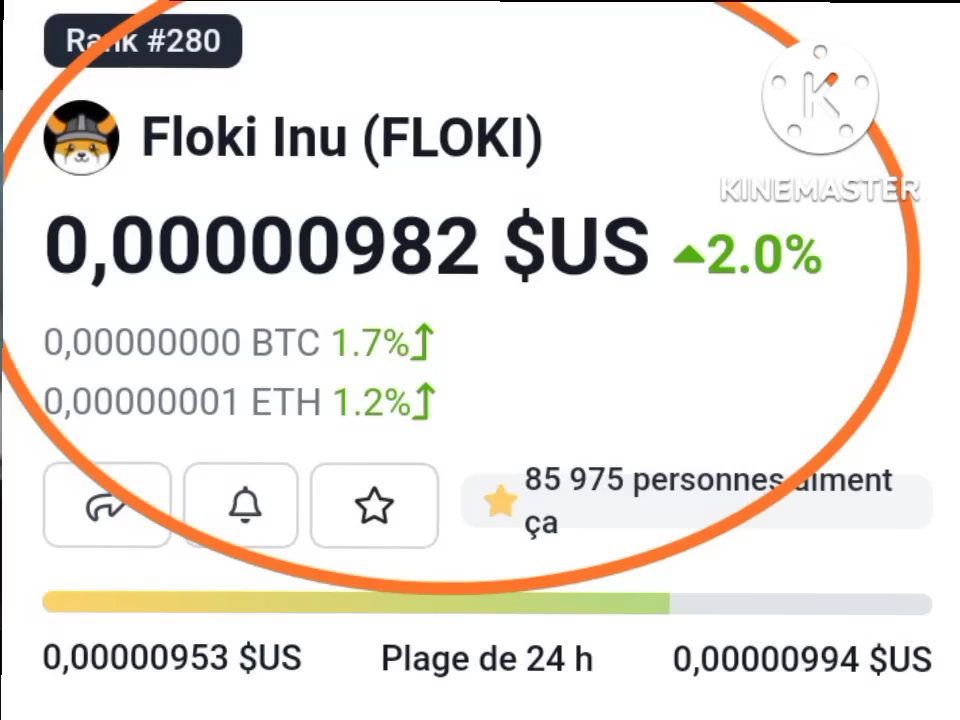 Rank #280
Floki Inu (FLOKI)
KINEMASTER
0,00000982 $US 2.0%
0,00000000 BTC 1.7%
0,00000001 ETH 1.2%
85 975 personnes aiment
ça
0,00000953 $US Plage de 24 h 0,00000994 $US